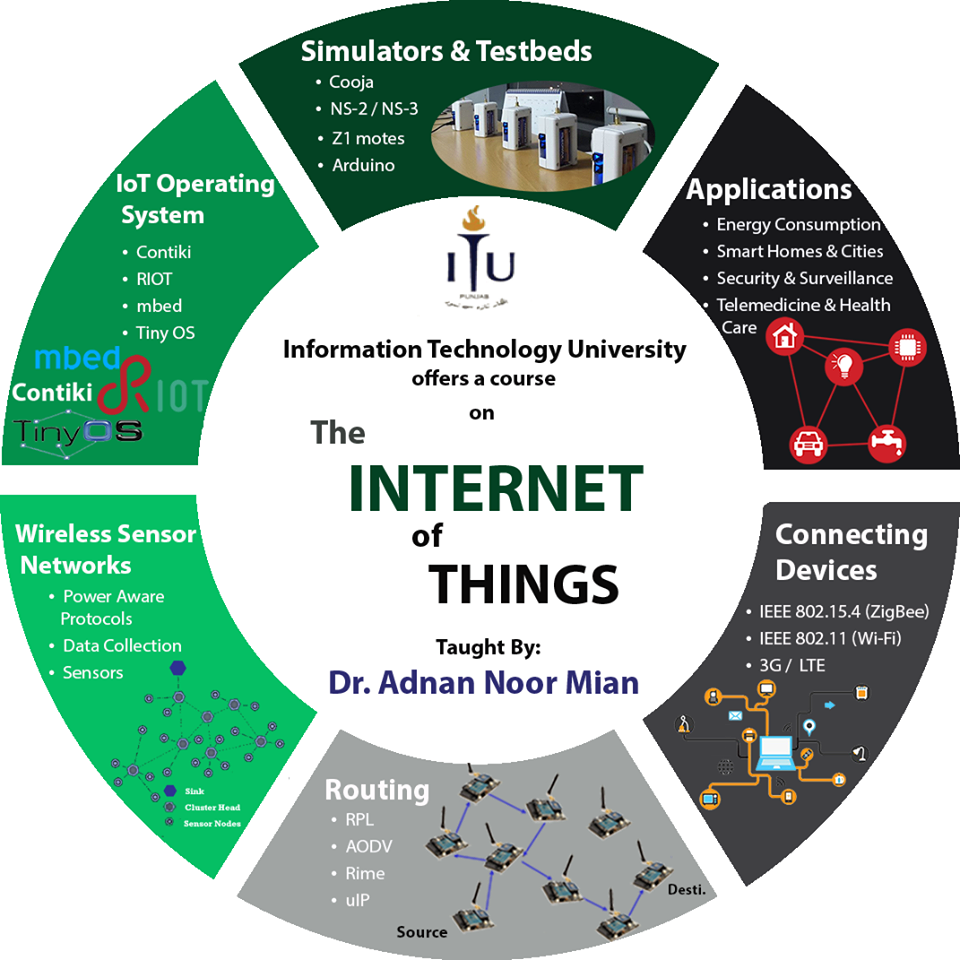 Simulators & Testbeds
• Cooja
• NS-2 / NS-3
• Z1 motes
• Arduino
Applications
• Energy Consumption
• Smart Homes & Cities
• Security & Surveillance
• Telemedicine & Health
Care
Connecting
Devices
• IEEE 802.15.4 (ZigBee)
• IEEE 802.11 (Wi-Fi)
• 3G / LTE
Routing
• RPL
• AODV
• Rime
• uIP
Source
Desti.
Wireless Sensor
Networks
• Power Aware
Protocols
• Data Collection
• Sensors
Sink
Cluster Head
Sensor Nodes
IoT Operating
System
• Contiki
• RIOT
• mbed
• Tiny OS
mbed
Contiki
RIOT
TinyOS
ITU
PUNJAB
Information Technology University
offers a course
on
The
INTERNET
of
THINGS
Taught By:
Dr. Adnan Noor Mian